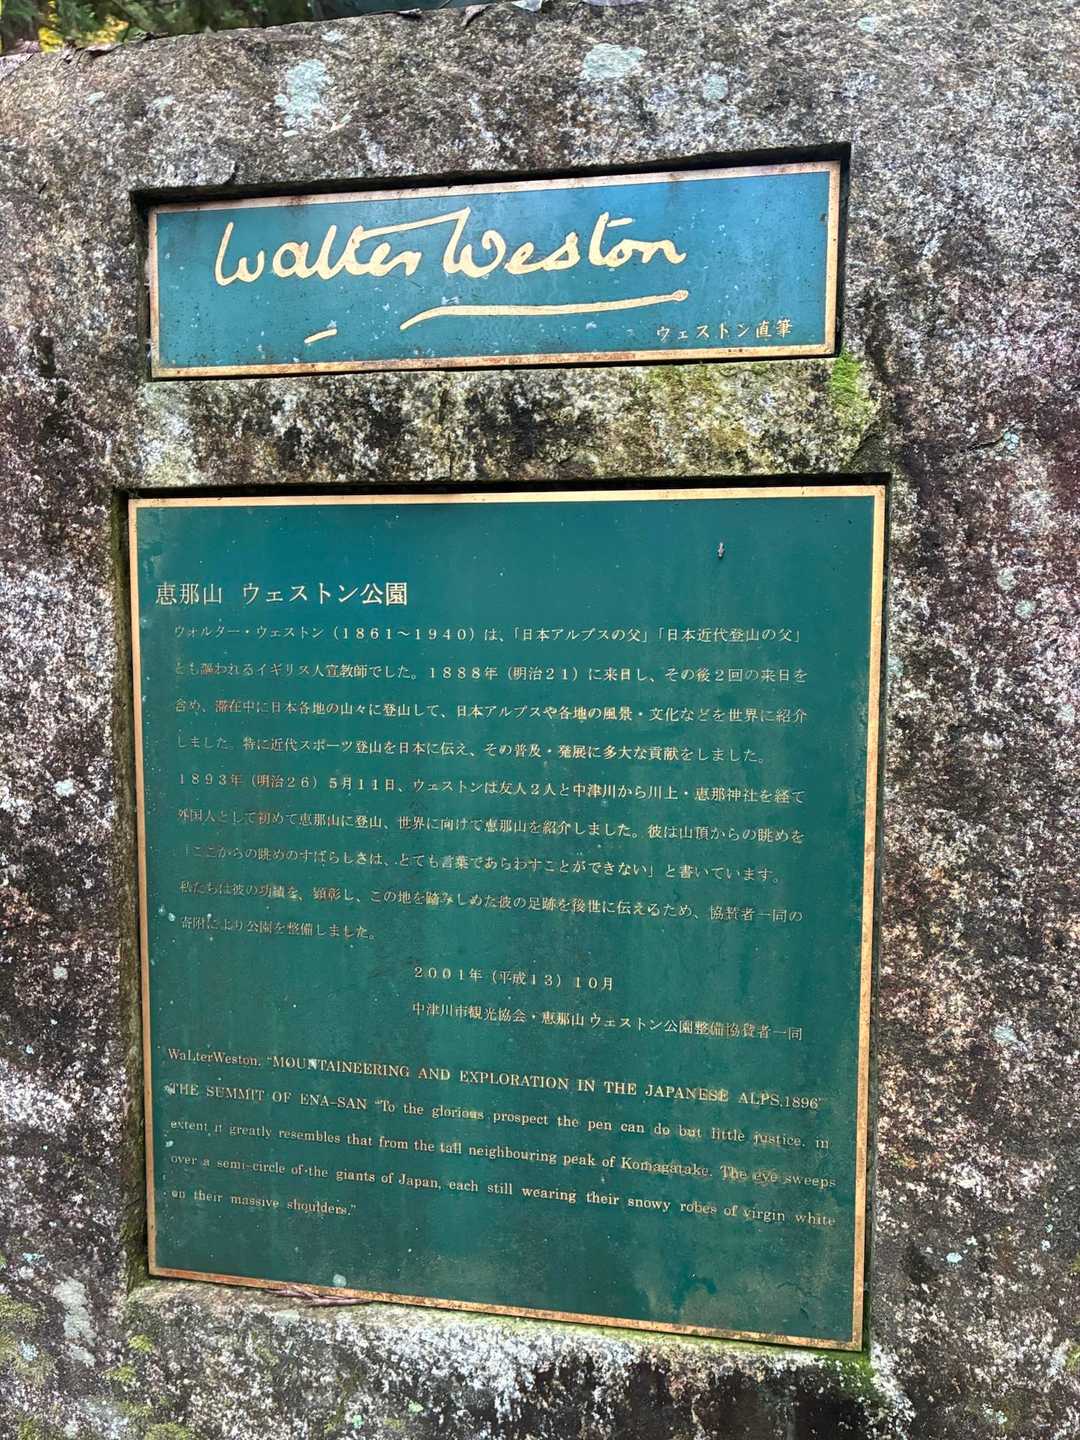 Walter Weston
ウェストン直筆
恵那山 ウェストン公園
ウォルター・ウェストン（1861〜1940）は、「日本アルプスの父」「日本近代登山の父」
とも謳われるイギリス人宣教師でした。1888年（明治21）に来日し、その後2回の来日を
含め、滞在中に日本各地の山々に登山して、日本アルプスや各地の風景・文化などを世界に紹介
しました。特に近代スポーツ登山を日本に伝え、その普及・発展に多大な貢献をしました。
1893年（明治26）5月11日、ウェストンは友人2人と中津川から川上・恵那神社を経て
外国人として初めて恵那山に登山、世界に向けて恵那山を紹介しました。彼は山頂からの眺めを
「ここからの眺めのすばらしさは、とても言葉であらわすことができない」と書いています。
私たちは彼の功績を、顕彰し、この地を踏みしめた彼の足跡を後世に伝えるため、協賛者一同の
寄附により公園を整備しました。
2001年（平成13）10月
中津川市観光協会・恵那山 ウェストン公園整備協賛者一同
WaLterWeston. "MOUNTAINEERING AND EXPLORATION IN THE JAPANESE ALPS,1896"
THE SUMMIT OF ENA-SAN "To the glorious prospect the pen can do but little justice. in
extent it greatly resembles that from the tall neighbouring peak of Komagatake. The eye sweeps
over a semi-circle of the giants of Japan, each still wearing their snowy robes of virgin white
on their massive shoulders."